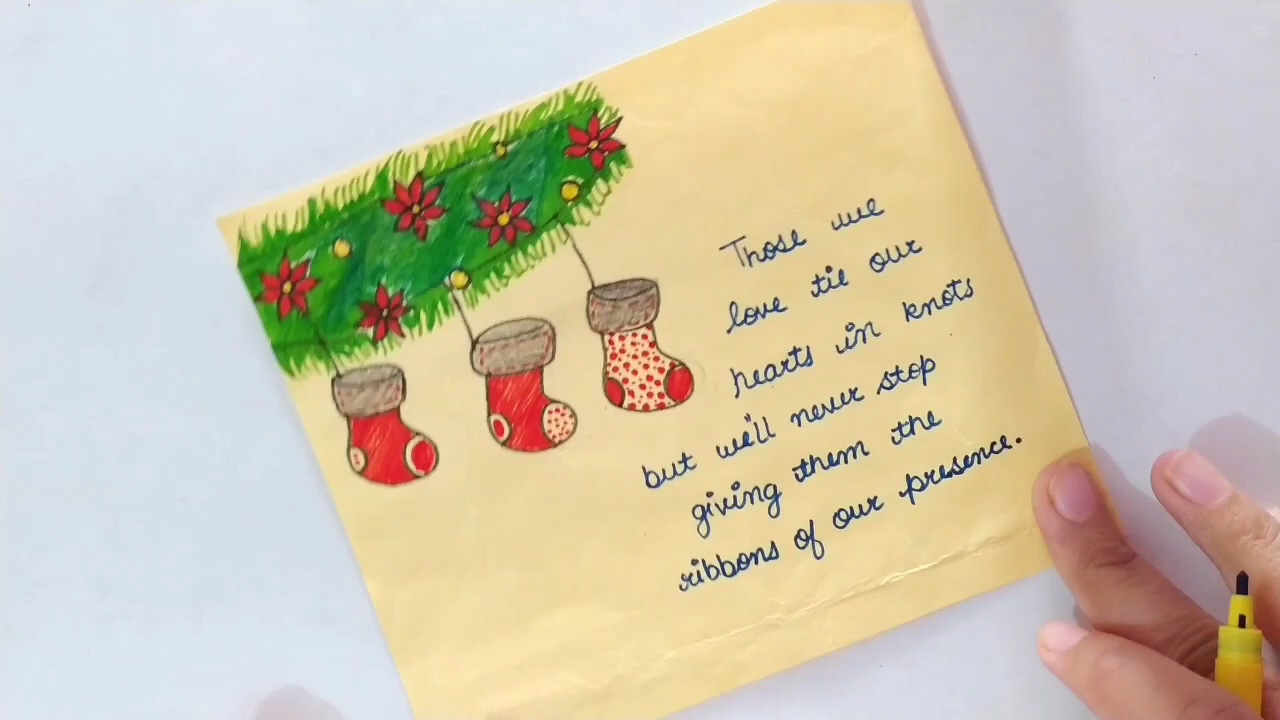 Those we
love tie our
hearts in knots
but we'll never stop
giving them the
ribbons of our presence.